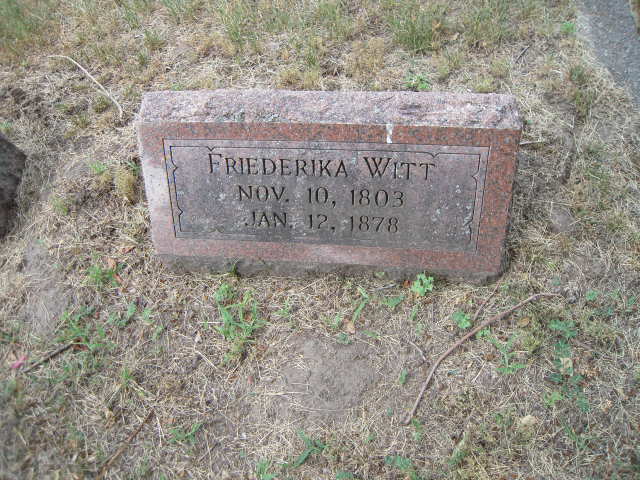 FRIEDERIKA WITT
NOV. 10, 1803
JAN. 12, 1878